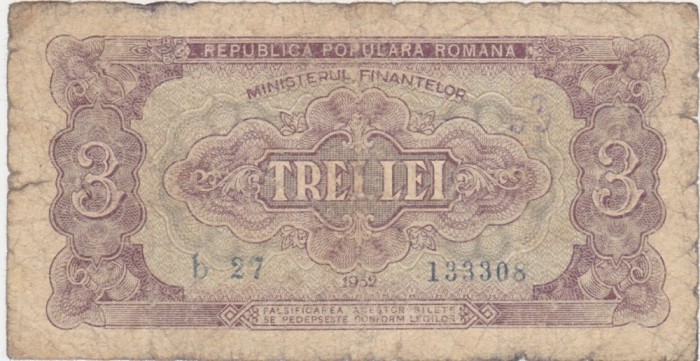 REPUBLICA POPULARA ROMANA
MINISTERUL FINANTELOR
3 TREI LEI 3
b 27 133308
1952
FALSIFICAREA ACESTOR BILETE
SE PEDEPSESTE CONFORM LEGILOR